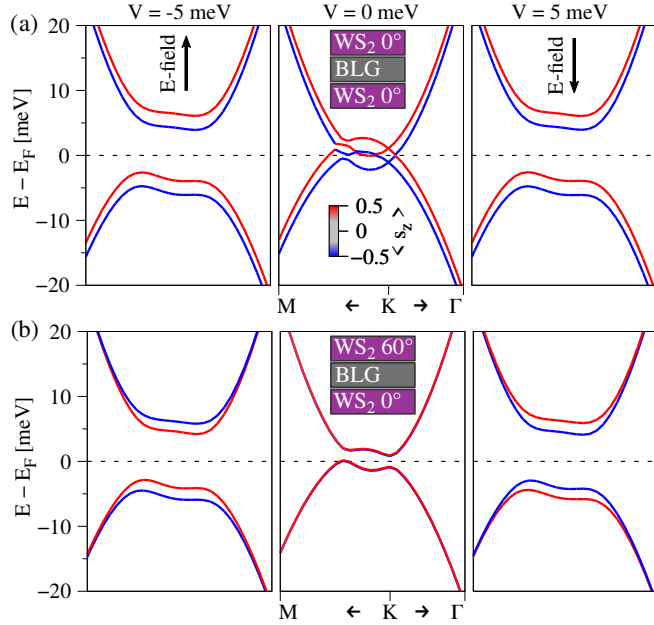 (a) V = -5 meV V = 0 meV V = 5 meV
20
10
0
−10
−20
E − E_F [meV]
E-field
WS₂ 0°
BLG
WS₂ 0°
0.5
0
−0.5
< s_z >
E-field
M ← K → Γ
(b)
20
10
0
−10
−20
E − E_F [meV]
WS₂ 60°
BLG
WS₂ 0°
M ← K → Γ